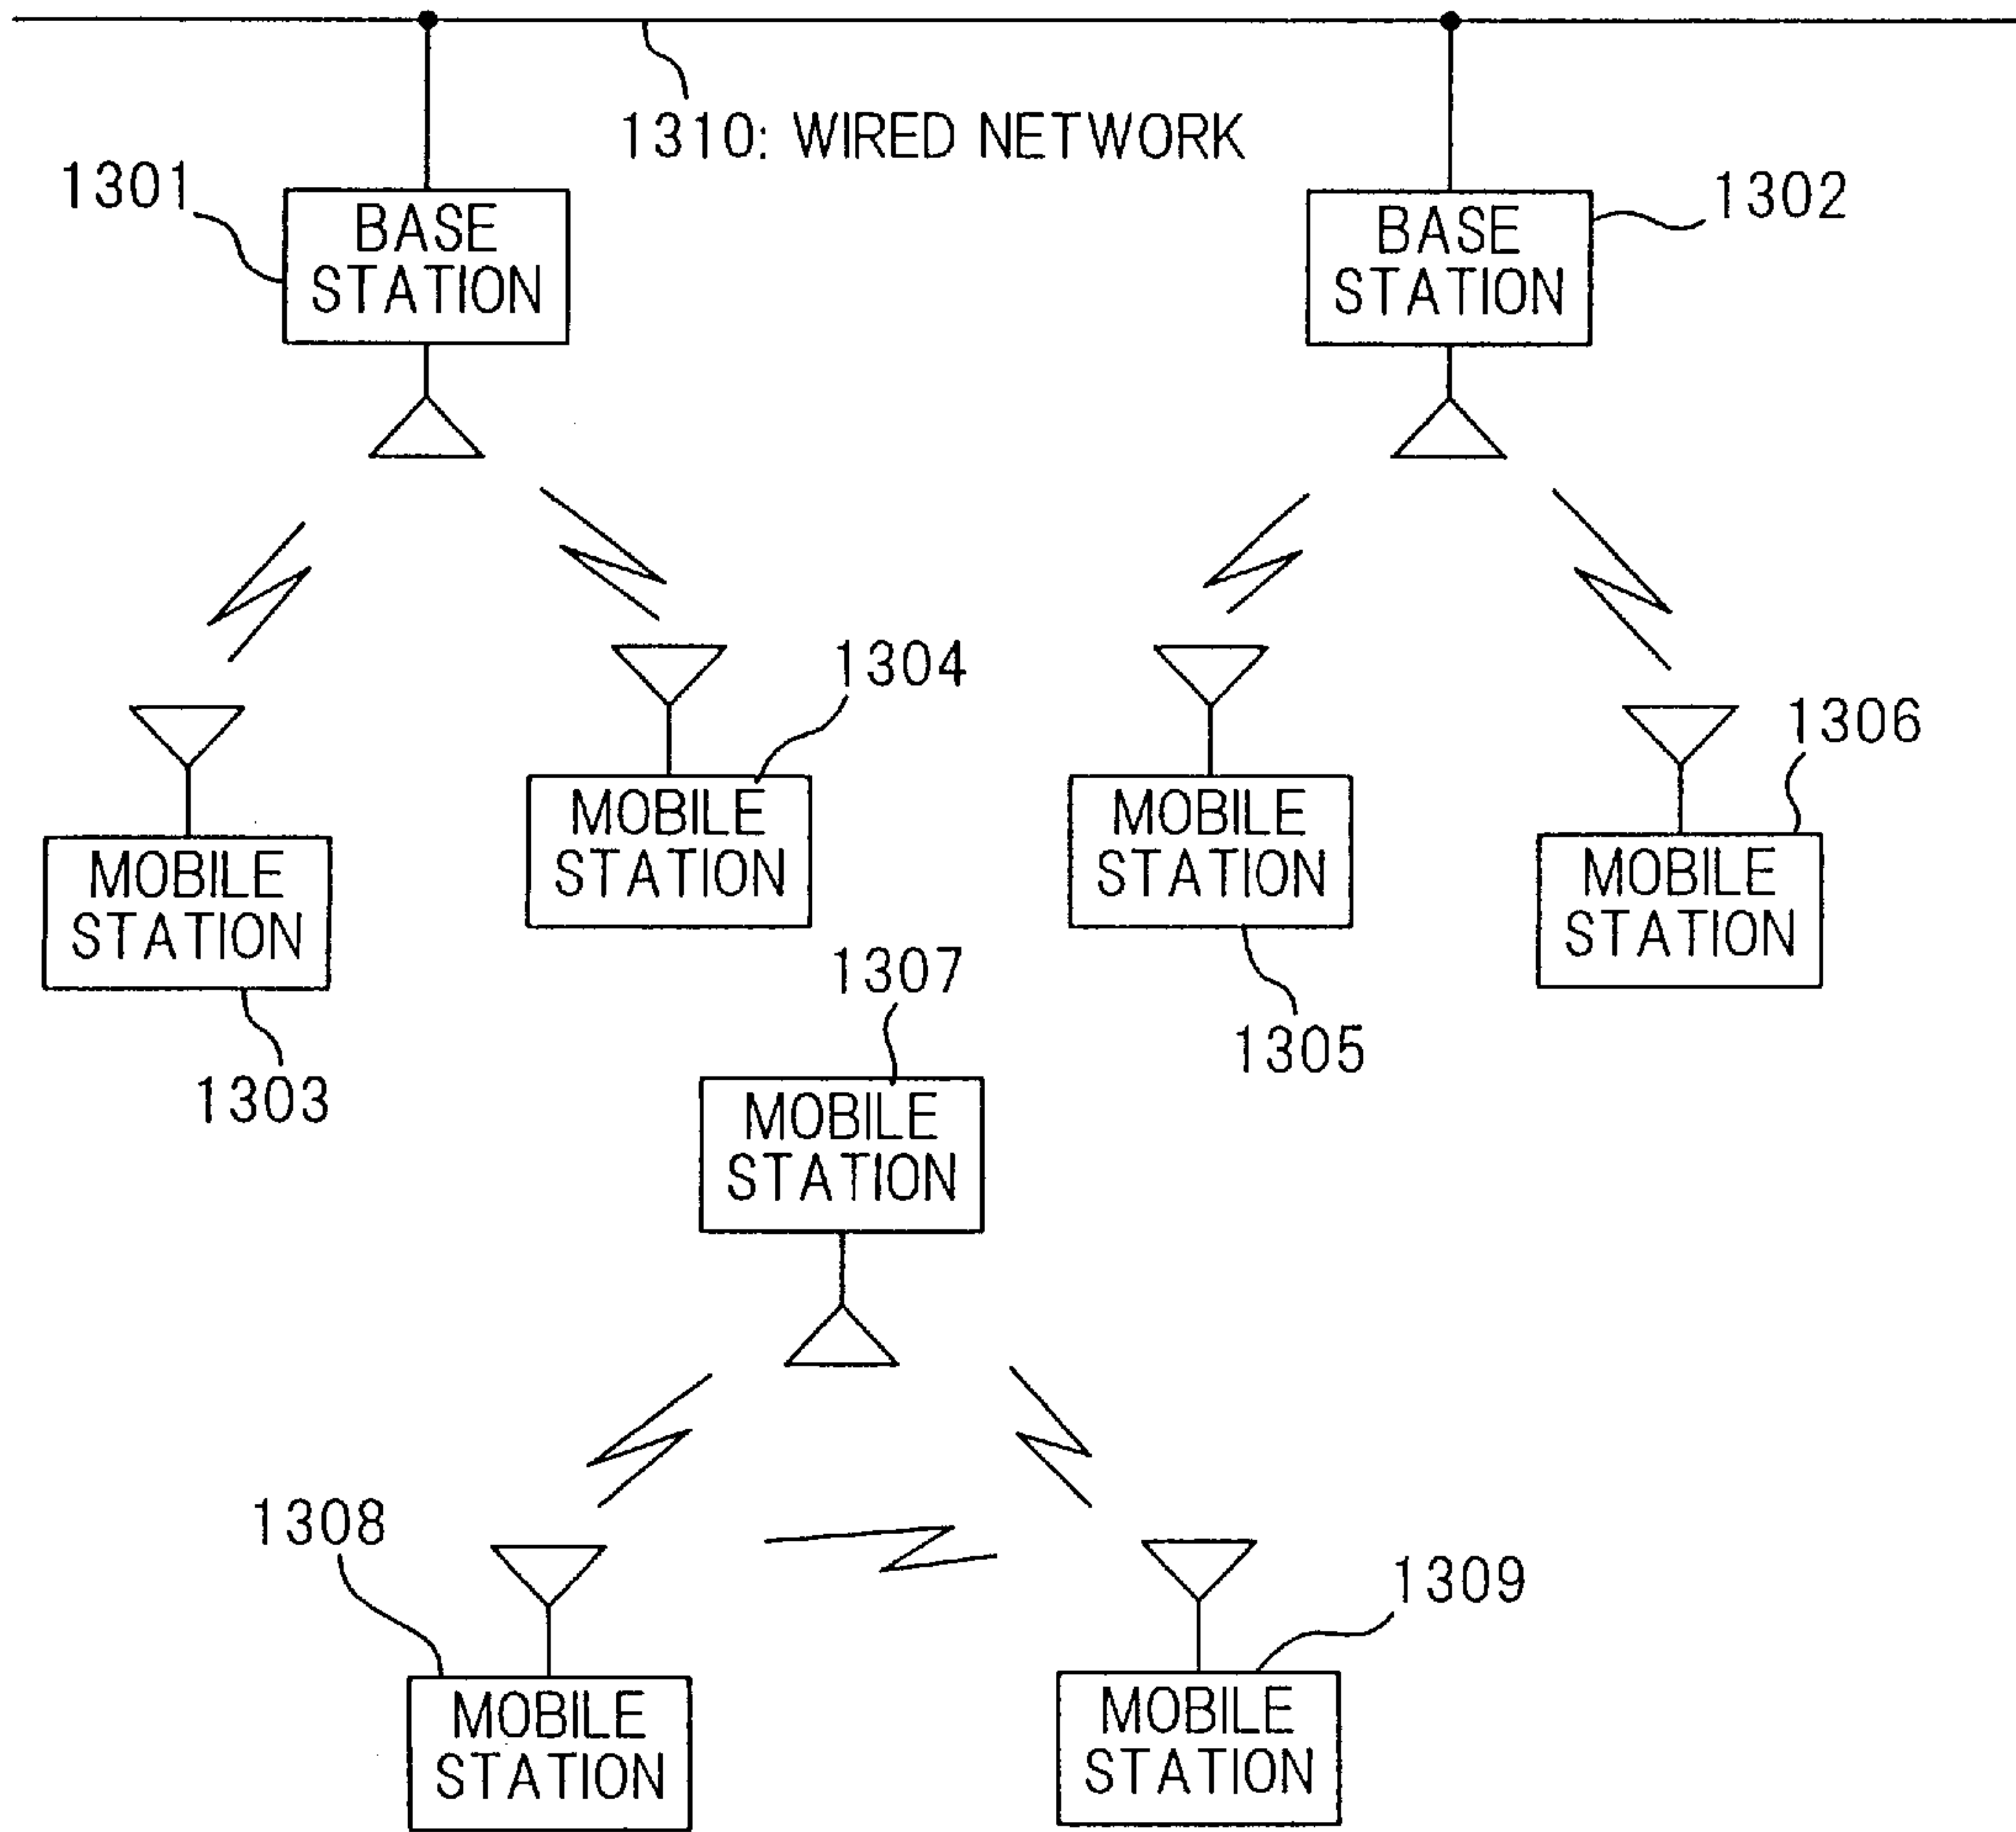 1310: WIRED NETWORK
1301
BASE
STATION
1302
BASE
STATION
1304
MOBILE
STATION
MOBILE
STATION
1306
MOBILE
STATION
1303
MOBILE
STATION
1305
1307
MOBILE
STATION
1308
MOBILE
STATION
1309
MOBILE
STATION